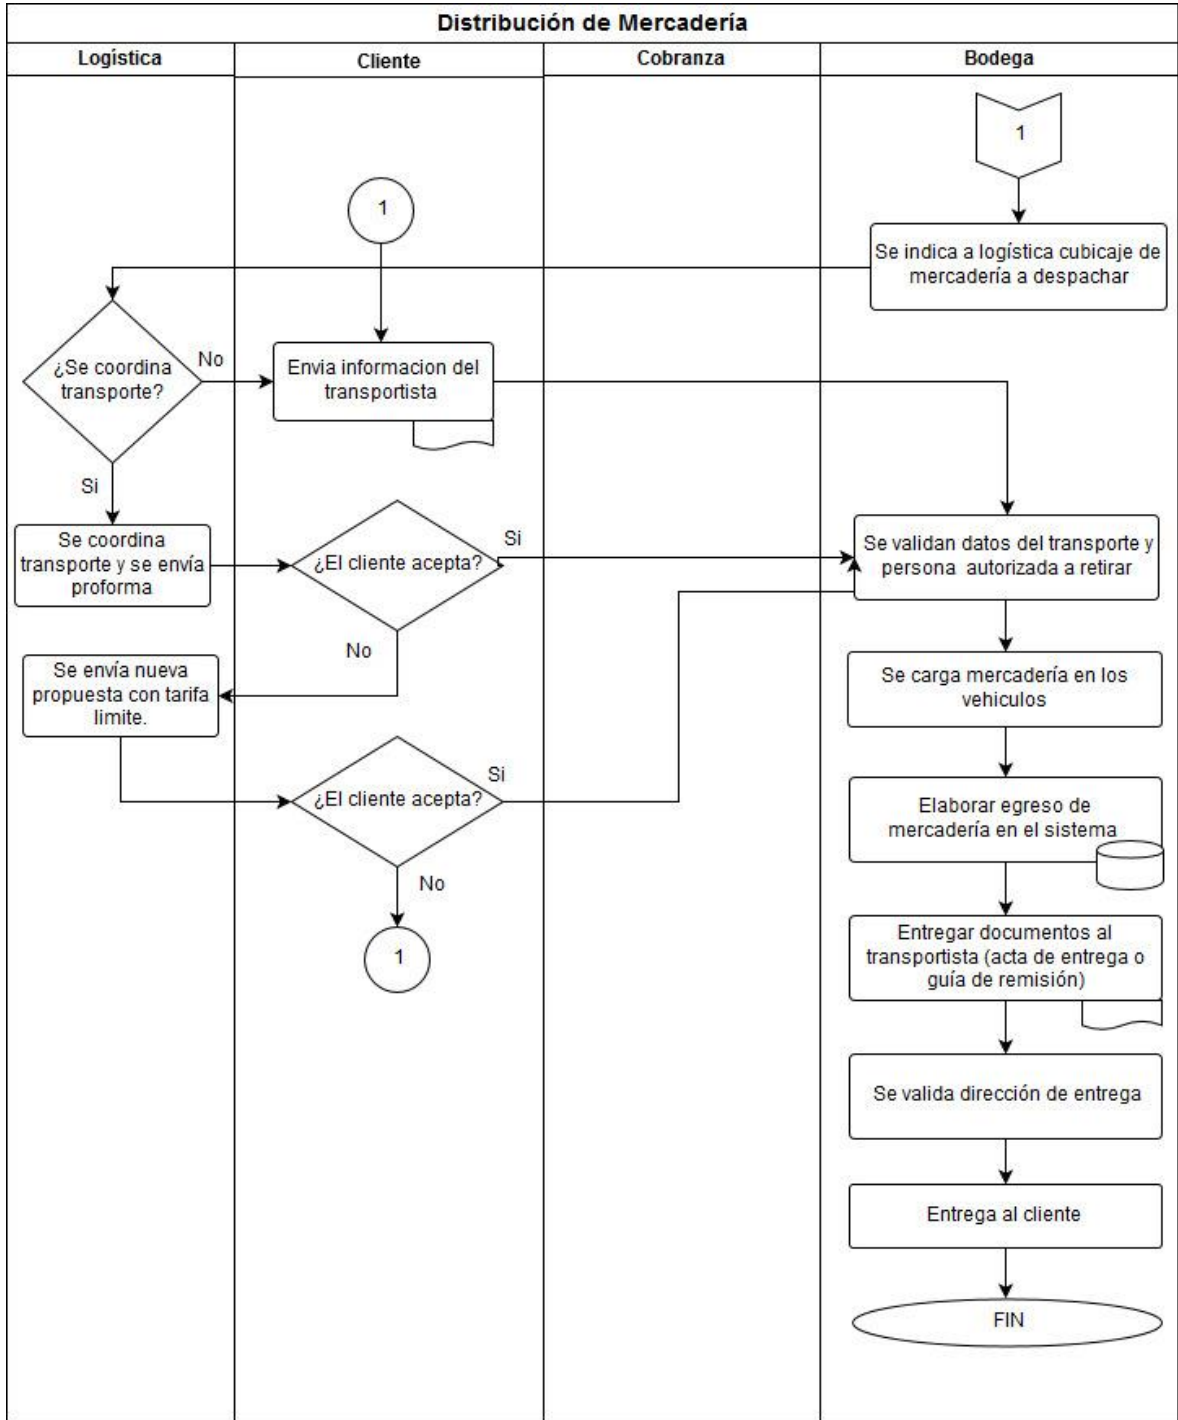 Distribución de Mercadería
Logística
Cliente
Cobranza
Bodega
1
1
Se indica a logística cubicaje de
mercadería a despachar
¿Se coordina
transporte?
No
Envia informacion del
transportista
Si
Se coordina
transporte y se envía
proforma
¿El cliente acepta?
Si
Se validan datos del transporte y
persona autorizada a retirar
No
Se envía nueva
propuesta con tarifa
limite.
Se carga mercadería en los
vehiculos
¿El cliente acepta?
Si
Elaborar egreso de
mercadería en el sistema
No
1
Entregar documentos al
transportista (acta de entrega o
guía de remisión)
Se valida dirección de entrega
Entrega al cliente
FIN